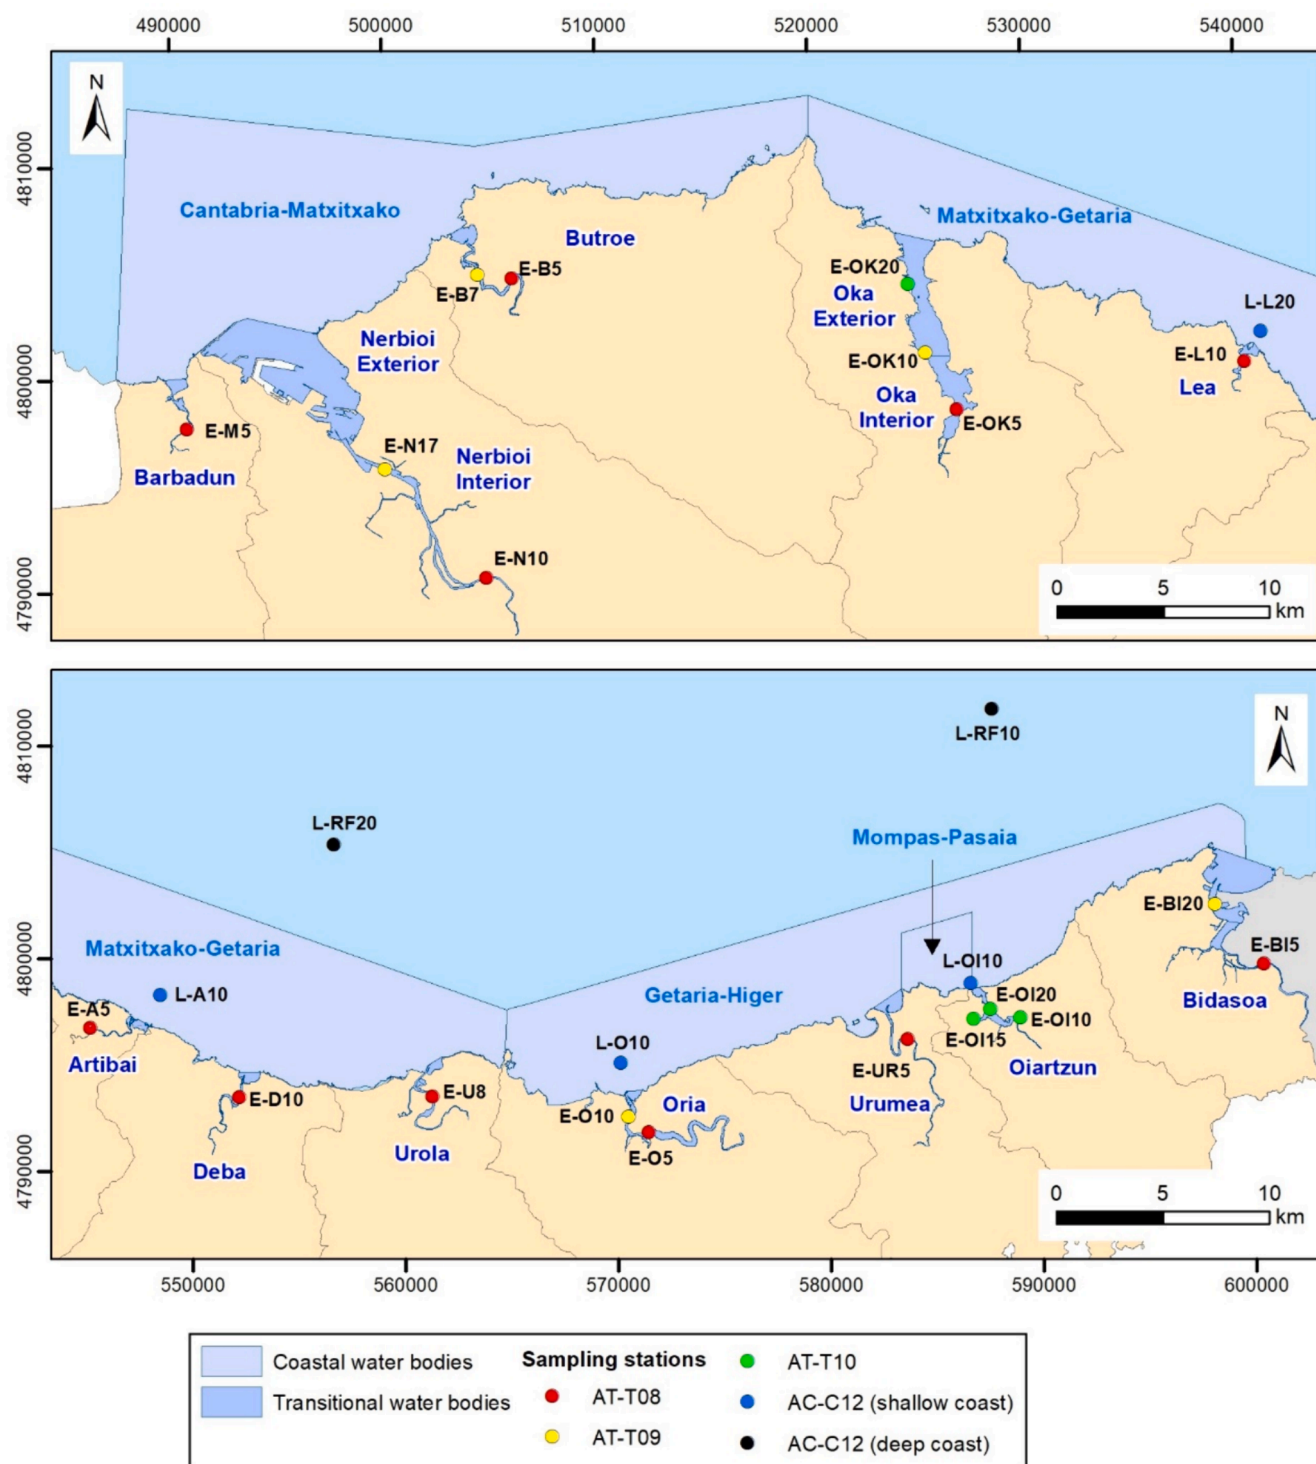 490000 500000 510000 520000 530000 540000
N
4810000
4800000
4790000
Cantabria-Matxitxako
Matxitxako-Getaria
Butroe
E-B5
E-B7
E-OK20
Oka
Exterior
E-OK10
Oka
Interior
E-OK5
L-L20
E-L10
Lea
Nerbioi
Exterior
E-M5
Barbadun
E-N17
Nerbioi
Interior
E-N10
0 5 10
km
N
4810000
4800000
4790000
L-RF10
L-RF20
Mompas-Pasaia
Matxitxako-Getaria
Getaria-Higer
L-A10
E-A5
Artibai
E-D10
Deba
E-U8
Urola
L-O10
E-O10
Oria
E-O5
E-UR5
Urumea
L-OI10
E-OI20
E-OI10
E-OI15
Oiartzun
E-BI20
E-BI5
Bidasoa
0 5 10
km
550000 560000 570000 580000 590000 600000
Coastal water bodies
Transitional water bodies
Sampling stations
AT-T08
AT-T09
AT-T10
AC-C12 (shallow coast)
AC-C12 (deep coast)